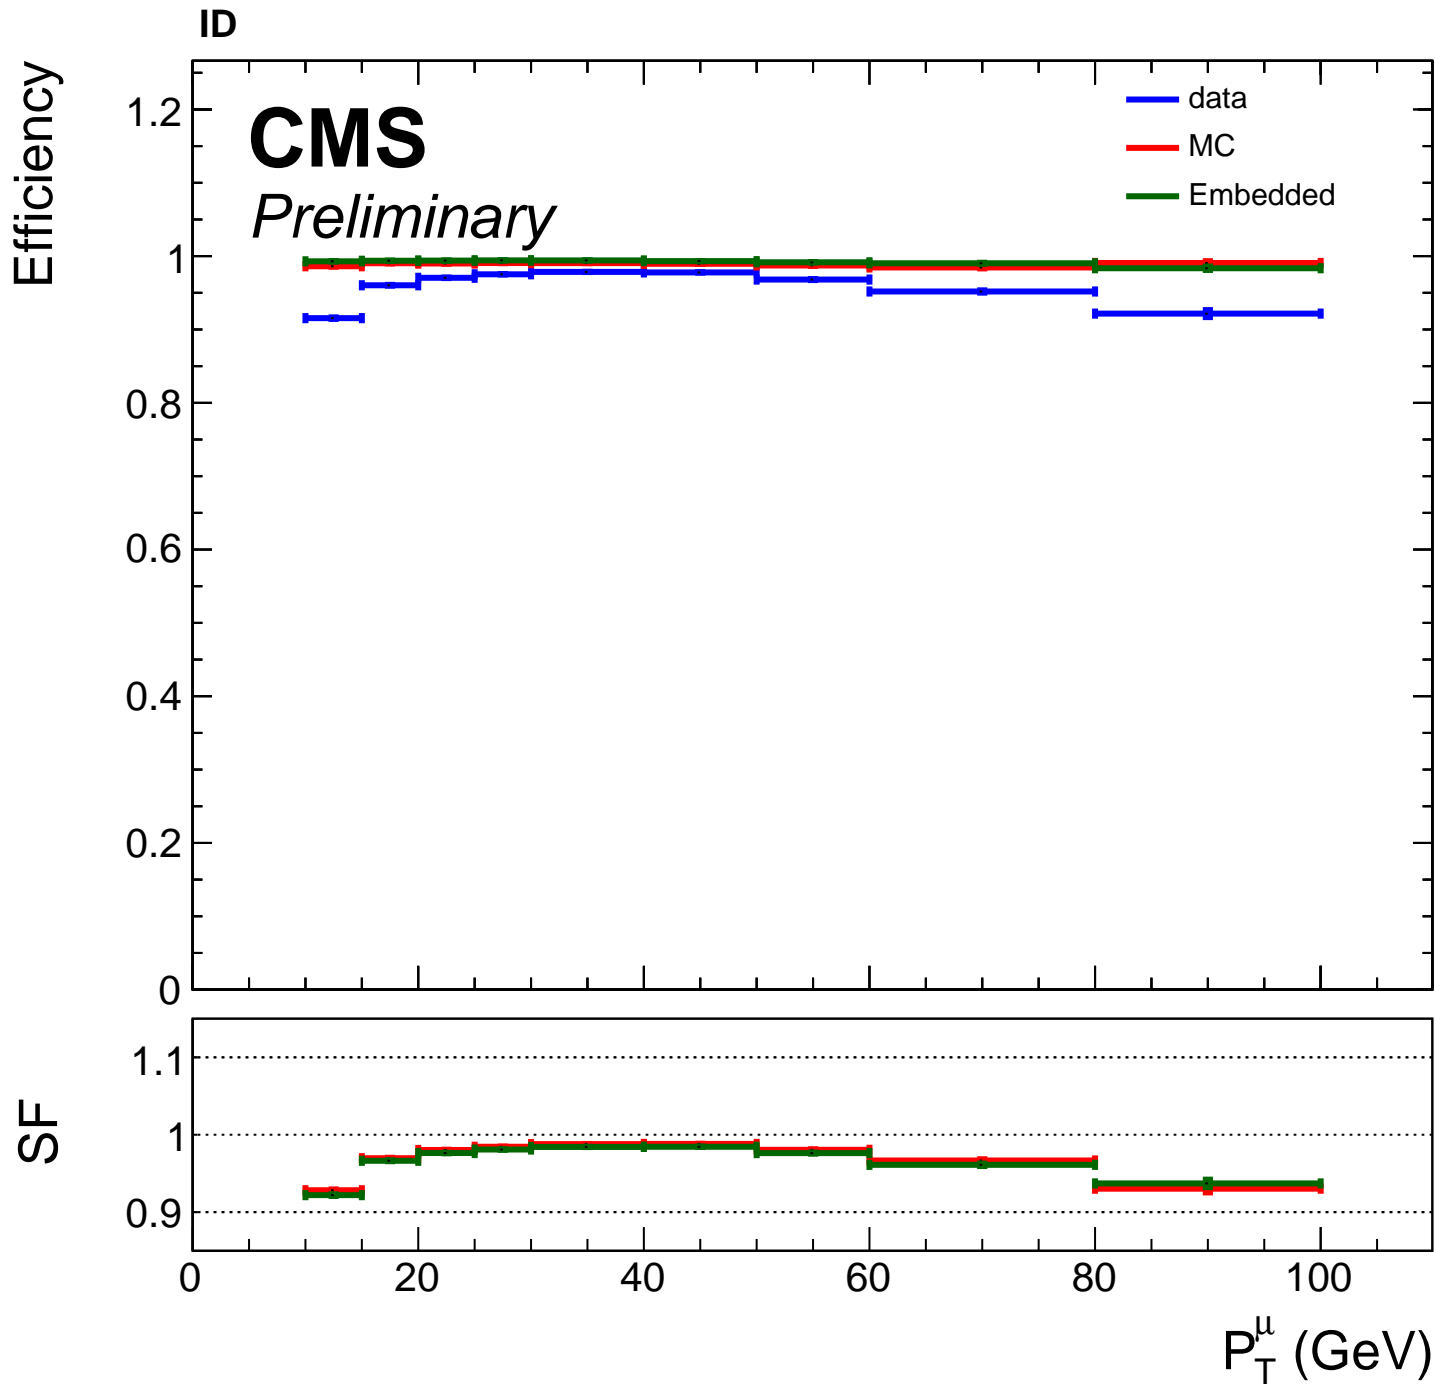 ID
Efficiency
CMS
Preliminary
data
MC
Embedded
1.2
1
0.8
0.6
0.4
0.2
0
SF
1.1
1
0.9
0 20 40 60 80 100
P_T^μ (GeV)